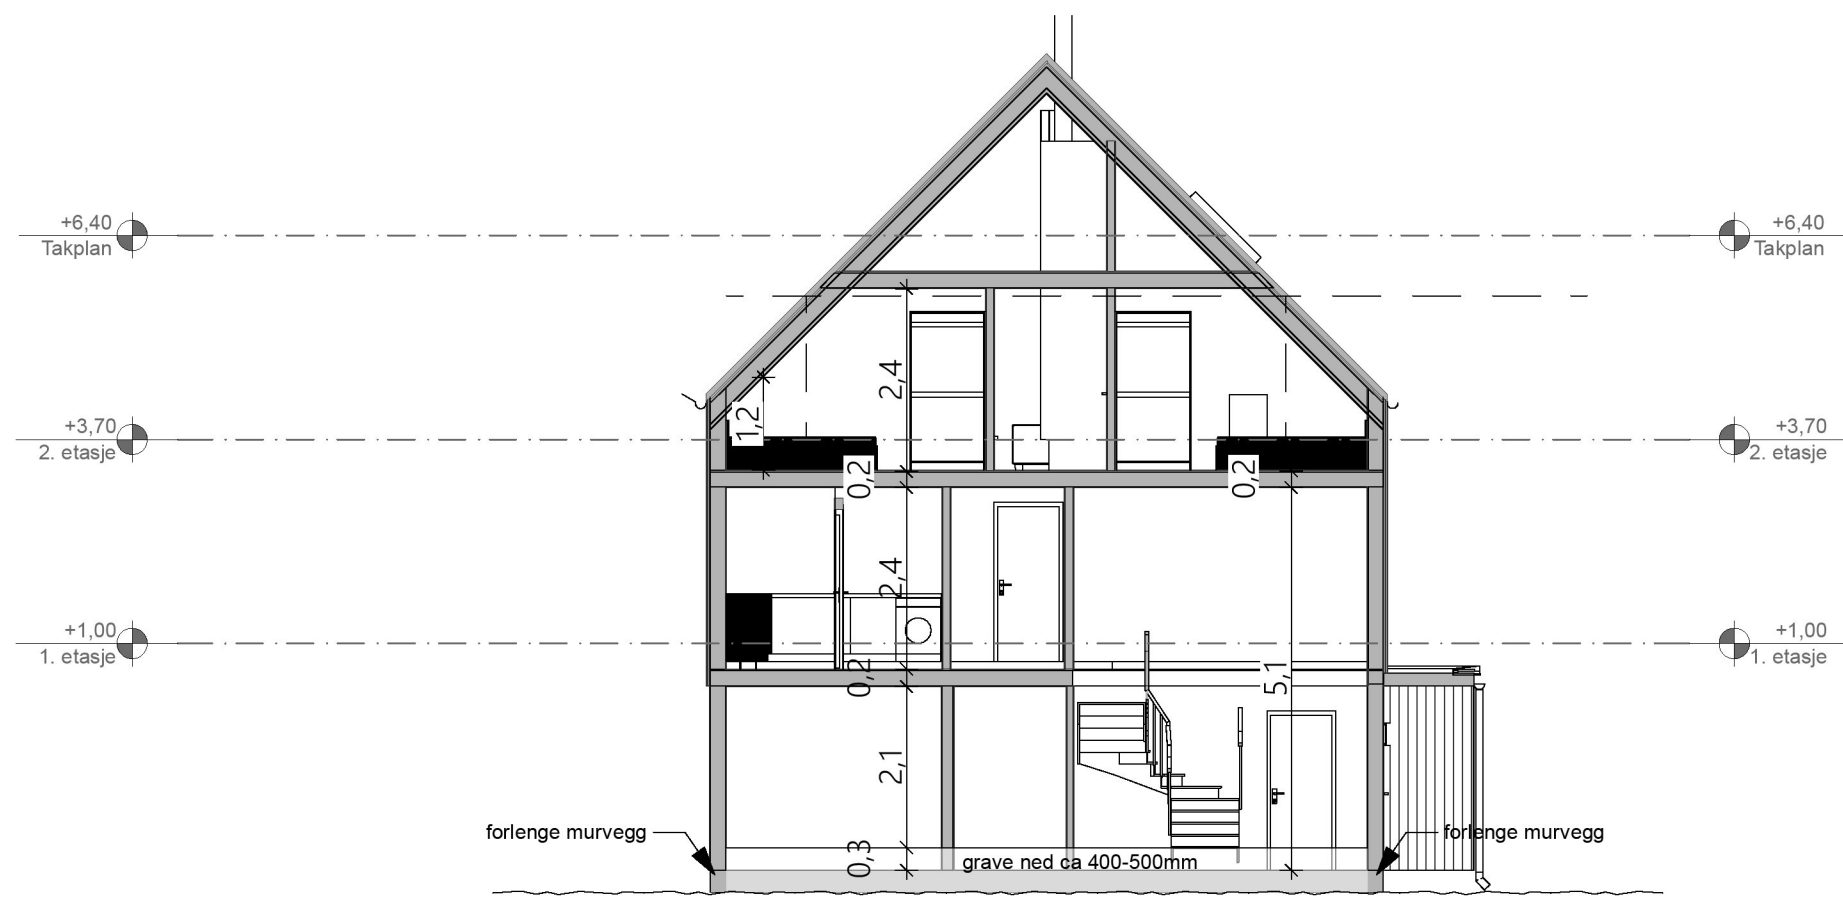 +6,40
Takplan
+6,40
Takplan
2,4
1,2
+3,70
2. etasje
+3,70
2. etasje
0,2
0,2
2,4
+1,00
1. etasje
+1,00
1. etasje
0,2
5,1
2,1
forlenge murvegg
forlenge murvegg
0,3
grave ned ca 400-500mm